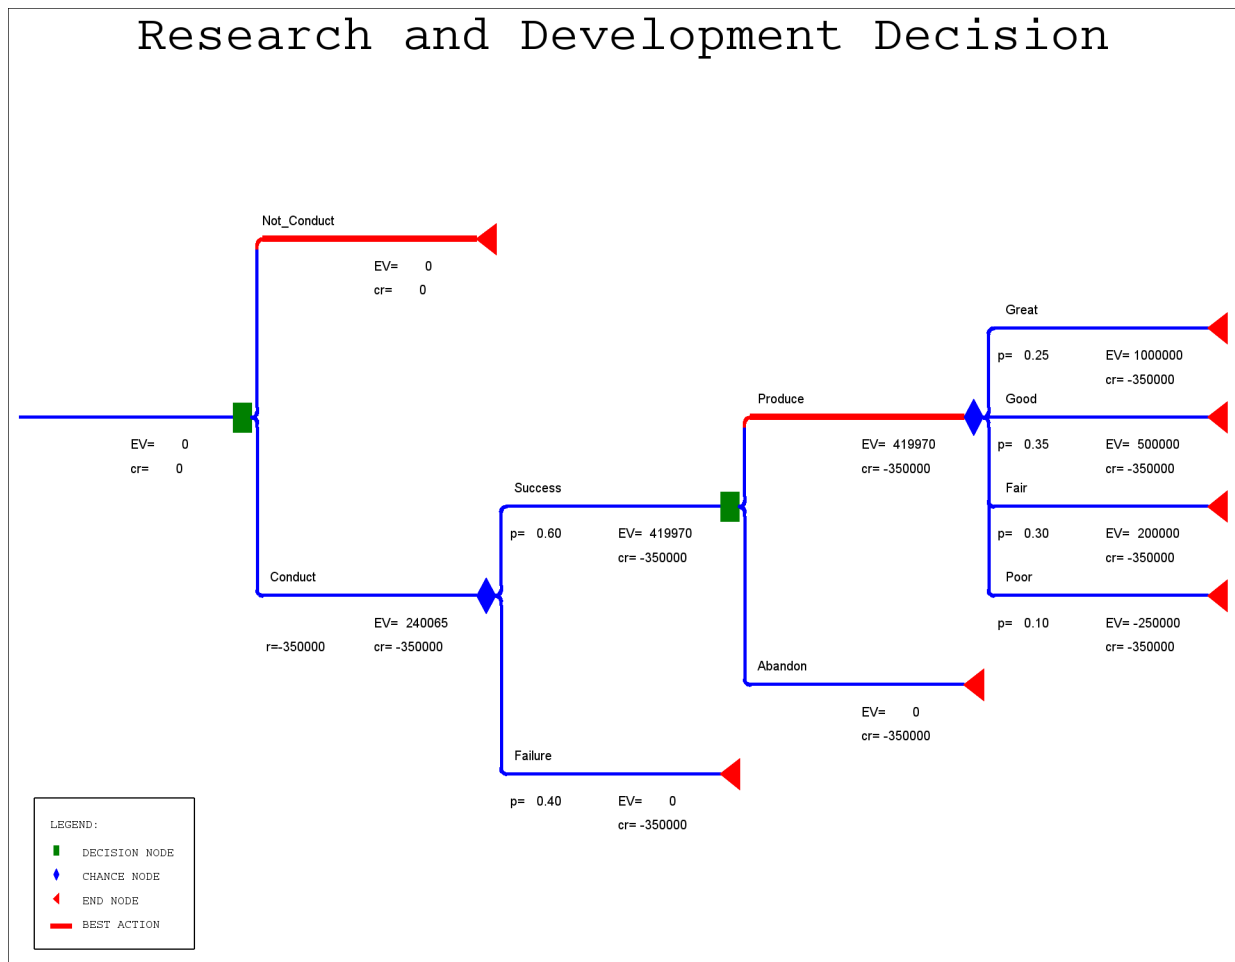 Research and Development Decision
Not_Conduct
EV= 0
cr= 0
Great
p= 0.25 EV= 1000000
cr= -350000
Produce Good
EV= 0 EV= 419970 p= 0.35 EV= 500000
cr= 0 cr= -350000 cr= -350000
Success Fair
p= 0.60 EV= 419970 p= 0.30 EV= 200000
cr= -350000 cr= -350000
Conduct Poor
EV= 240065 p= 0.10 EV= -250000
r=-350000 cr= -350000 cr= -350000
Abandon
EV= 0
cr= -350000
Failure
p= 0.40 EV= 0
cr= -350000
LEGEND:
DECISION NODE
CHANCE NODE
END NODE
BEST ACTION